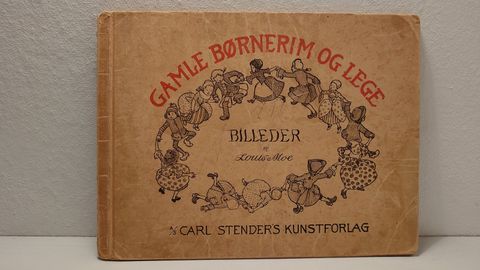 GAMLE BØRNERIM OG LEGE
BILLEDER
af
Louis Moe
A/S CARL STENDERS KUNSTFORLAG